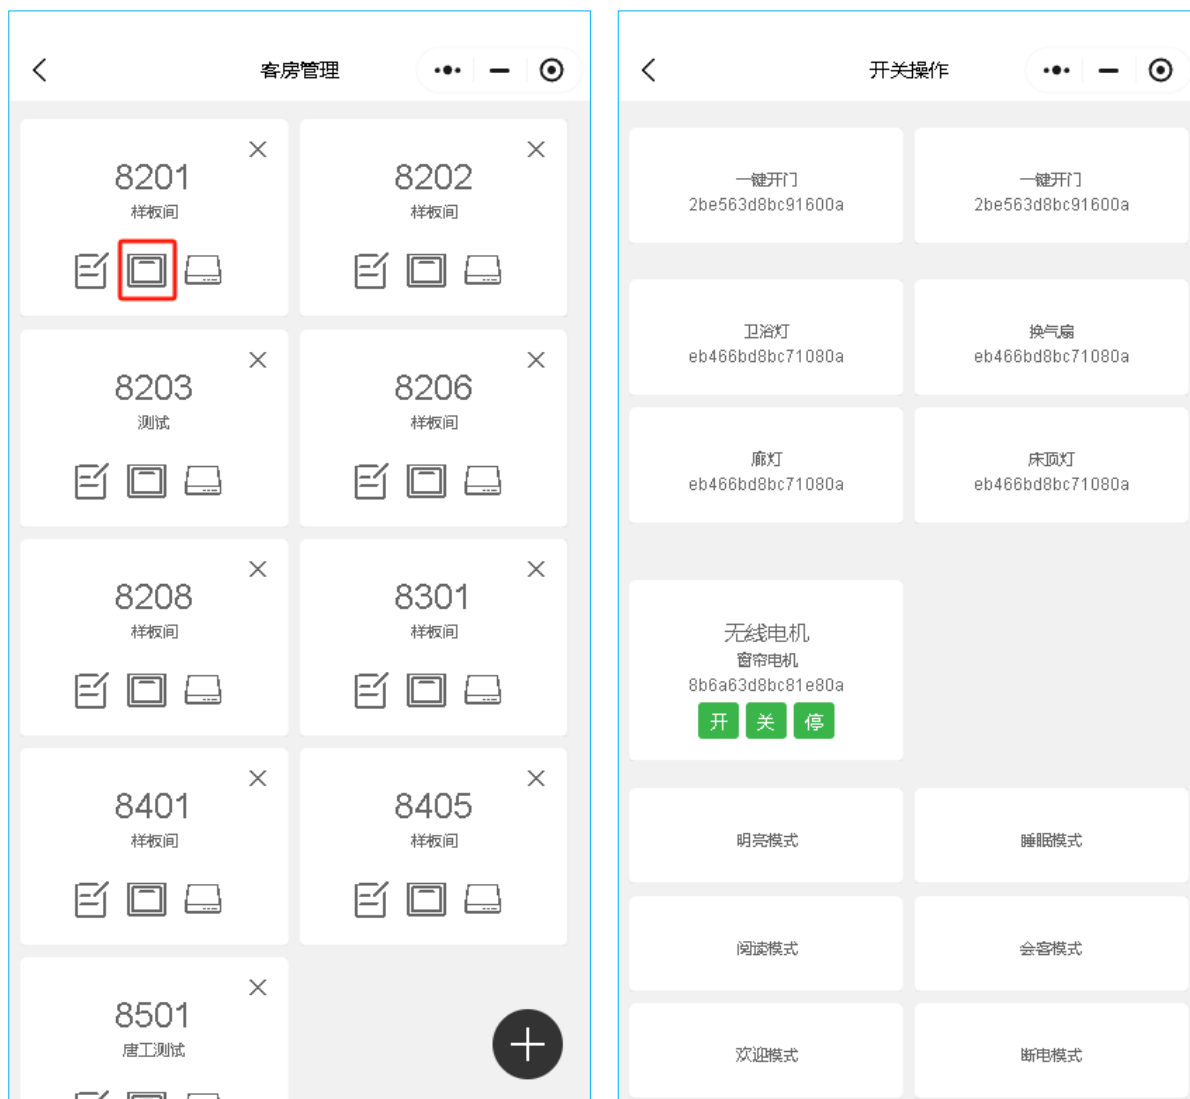 客房管理
8201
样板间
8202
样板间
8203
测试
8206
样板间
8208
样板间
8301
样板间
8401
样板间
8405
样板间
8501
唐工测试
开关操作
一键开门
2be563d8bc91600a
一键开门
2be563d8bc91600a
卫浴灯
eb466bd8bc71080a
换气扇
eb466bd8bc71080a
廊灯
eb466bd8bc71080a
床顶灯
eb466bd8bc71080a
无线电机
窗帘电机
8b6a63d8bc81e80a
开 关 停
明亮模式
睡眠模式
阅读模式
会客模式
欢迎模式
断电模式